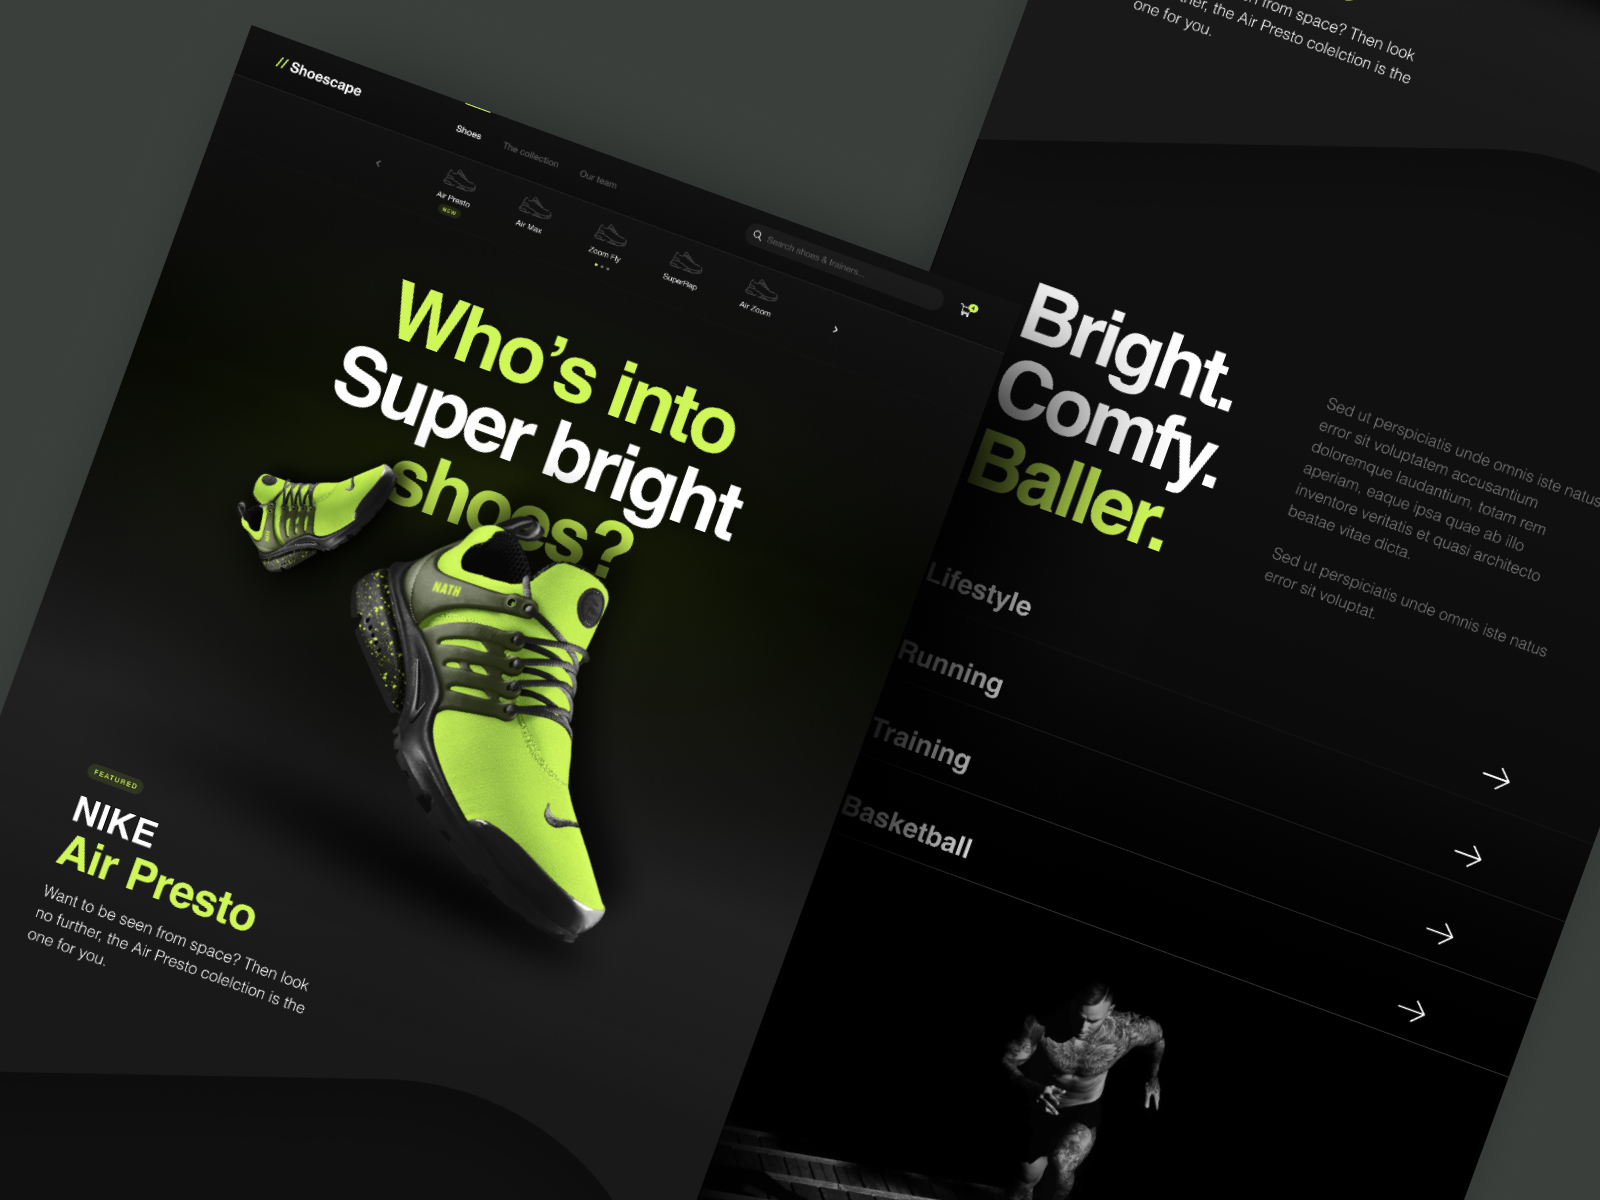 // Shoescape
Shoes
The collection
Our team
Search shoes & trainers...
Air Presto
NEW
Air Max
Zoom Fly
SuperRep
Air Zoom
Who's into
Super bright
shoes?
NATH
FEATURED
NIKE
Air Presto
Want to be seen from space? Then look
no further, the Air Presto colelction is the
one for you.
from space? Then look
the Air Presto colelction is the
one for you.
Bright.
Comfy.
Baller.
Sed ut perspiciatis unde omnis iste natus
error sit voluptatem accusantium
doloremque laudantium, totam rem
aperiam, eaque ipsa quae ab illo
inventore veritatis et quasi architecto
beatae vitae dicta.
Sed ut perspiciatis unde omnis iste natus
error sit voluptat.
Lifestyle
Running
Training
Basketball